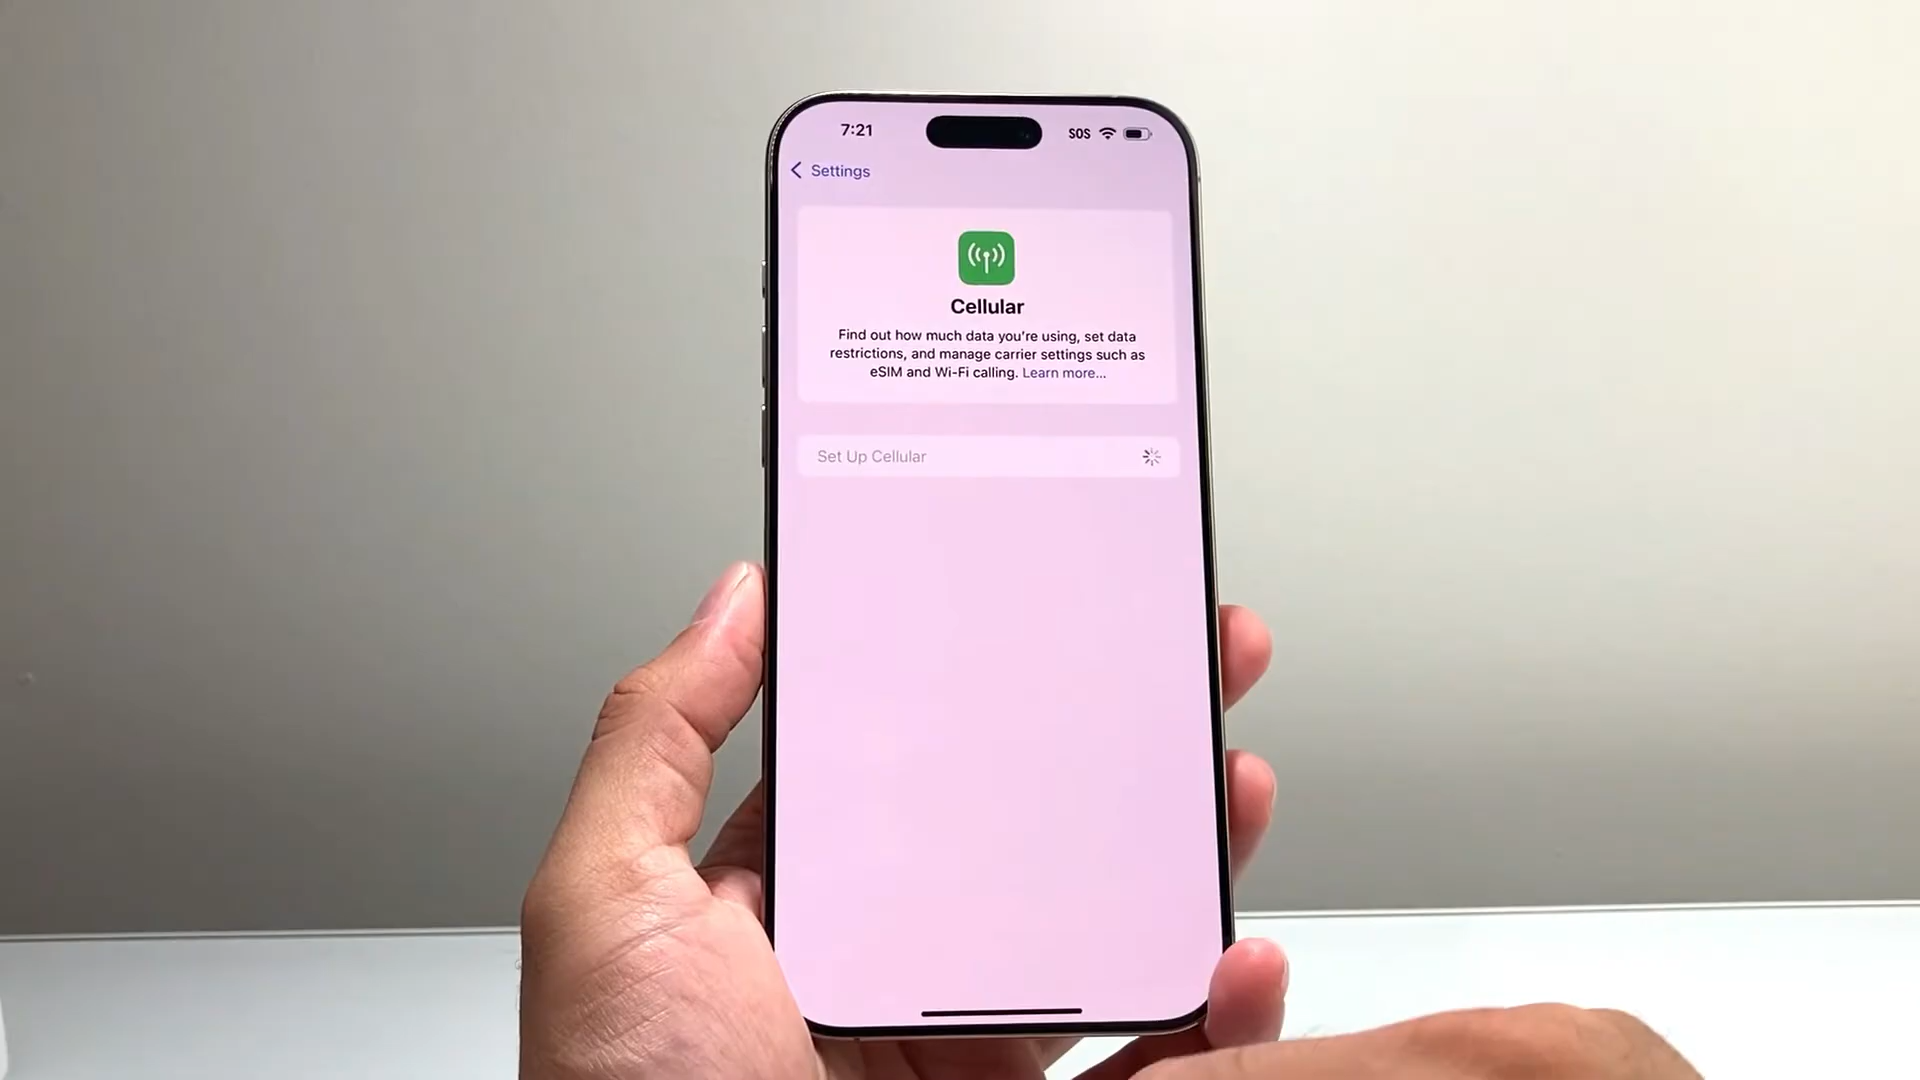 7:21
SOS
Settings
Cellular
Find out how much data you're using, set data
restrictions, and manage carrier settings such as
eSIM and Wi-Fi calling. Learn more...
Set Up Cellular